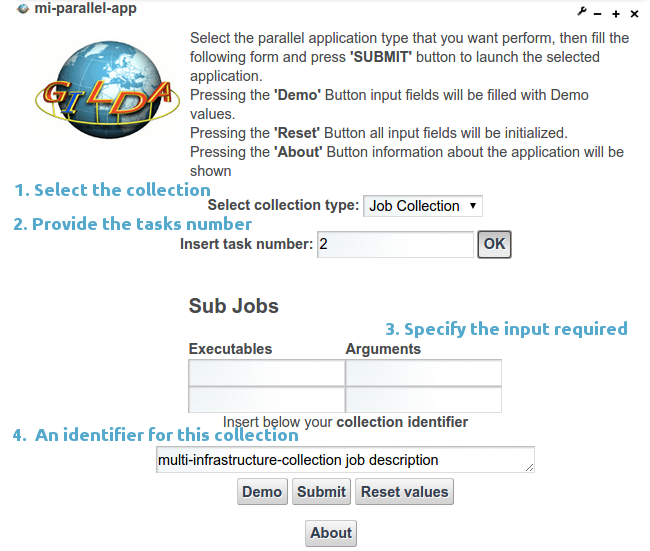 mi-parallel-app
Select the parallel application type that you want perform, then fill the
following form and press 'SUBMIT' button to launch the selected
application.
Pressing the 'Demo' Button input fields will be filled with Demo
values.
Pressing the 'Reset' Button all input fields will be initialized.
Pressing the 'About' Button information about the application will be
shown
GILDA
1. Select the collection
Select collection type: Job Collection
2. Provide the tasks number
Insert task number: 2 OK
Sub Jobs
3. Specify the input required
Executables Arguments
Insert below your collection identifier
4. An identifier for this collection
multi-infrastructure-collection job description
Demo Submit Reset values
About